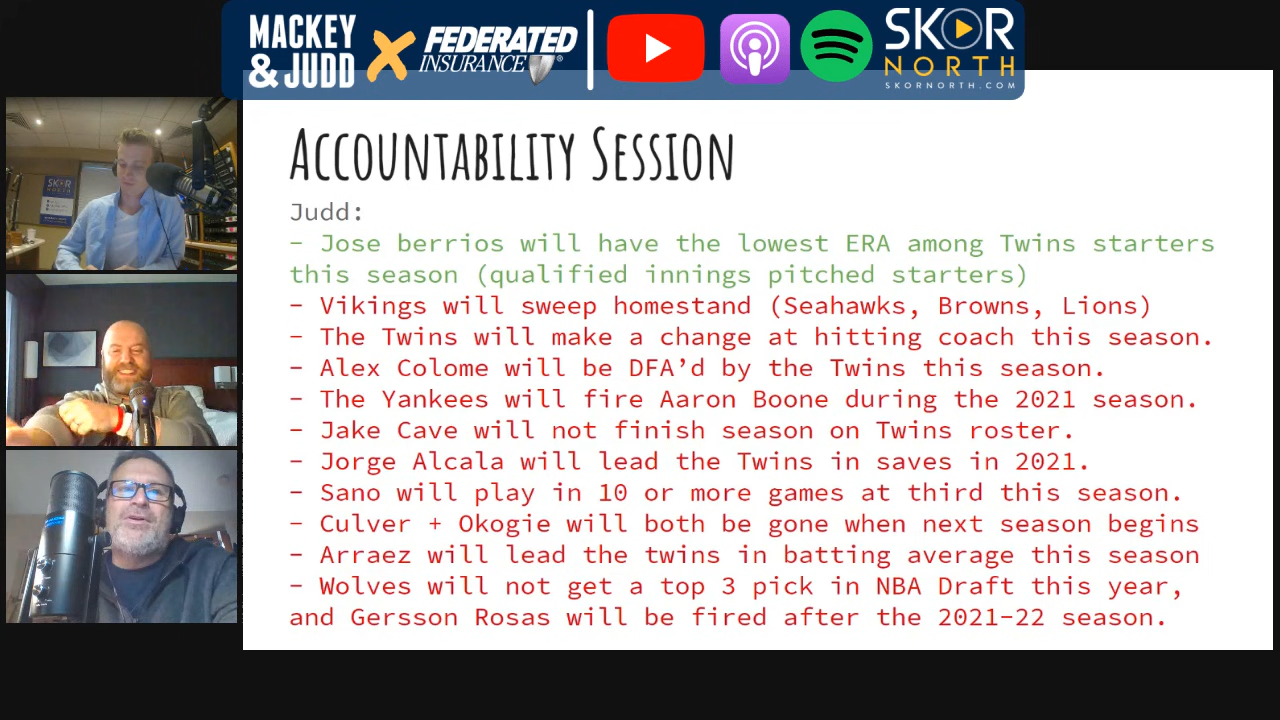 MACKEY
& JUDD
X
FEDERATED
INSURANCE®
SKOR
NORTH
SKORNORTH.COM
SKOR
NORTH
Accountability Session
Judd:
- Jose berrios will have the lowest ERA among Twins starters
this season (qualified innings pitched starters)
- Vikings will sweep homestand (Seahawks, Browns, Lions)
- The Twins will make a change at hitting coach this season.
- Alex Colome will be DFA’d by the Twins this season.
- The Yankees will fire Aaron Boone during the 2021 season.
- Jake Cave will not finish season on Twins roster.
- Jorge Alcala will lead the Twins in saves in 2021.
- Sano will play in 10 or more games at third this season.
- Culver + Okogie will both be gone when next season begins
- Arraez will lead the twins in batting average this season
- Wolves will not get a top 3 pick in NBA Draft this year,
and Gersson Rosas will be fired after the 2021-22 season.